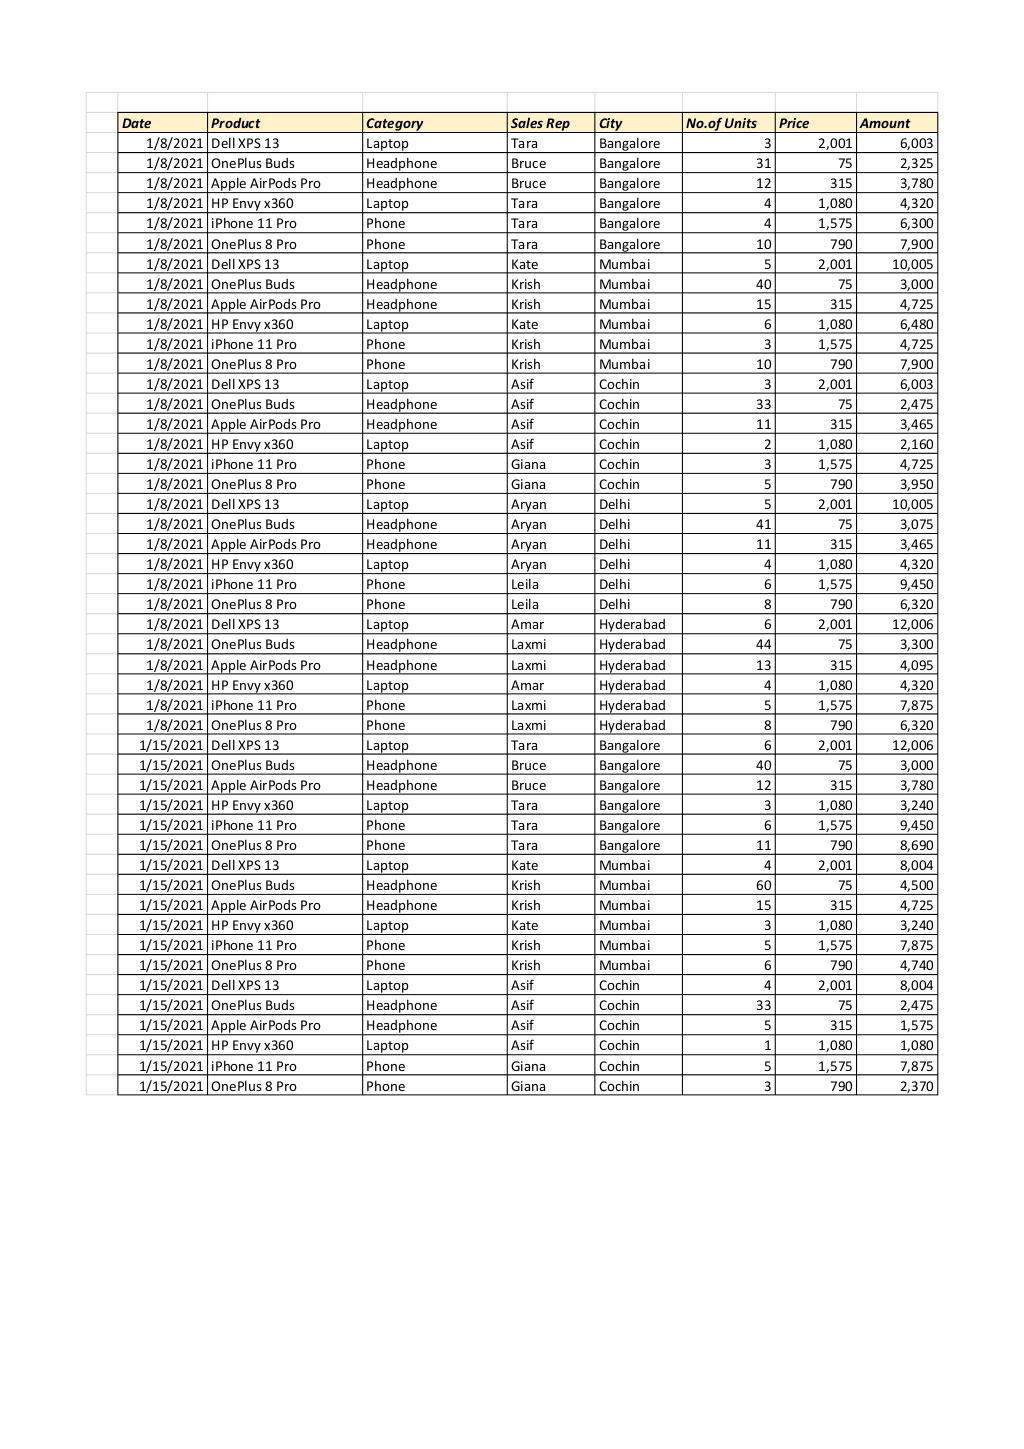 Date Product Category Sales Rep City No.of Units Price Amount
1/8/2021 Dell XPS 13 Laptop Tara Bangalore 3 2,001 6,003
1/8/2021 OnePlus Buds Headphone Bruce Bangalore 31 75 2,325
1/8/2021 Apple AirPods Pro Headphone Bruce Bangalore 12 315 3,780
1/8/2021 HP Envy x360 Laptop Tara Bangalore 4 1,080 4,320
1/8/2021 iPhone 11 Pro Phone Tara Bangalore 4 1,575 6,300
1/8/2021 OnePlus 8 Pro Phone Tara Bangalore 10 790 7,900
1/8/2021 Dell XPS 13 Laptop Kate Mumbai 5 2,001 10,005
1/8/2021 OnePlus Buds Headphone Krish Mumbai 40 75 3,000
1/8/2021 Apple AirPods Pro Headphone Krish Mumbai 15 315 4,725
1/8/2021 HP Envy x360 Laptop Kate Mumbai 6 1,080 6,480
1/8/2021 iPhone 11 Pro Phone Krish Mumbai 3 1,575 4,725
1/8/2021 OnePlus 8 Pro Phone Krish Mumbai 10 790 7,900
1/8/2021 Dell XPS 13 Laptop Asif Cochin 3 2,001 6,003
1/8/2021 OnePlus Buds Headphone Asif Cochin 33 75 2,475
1/8/2021 Apple AirPods Pro Headphone Asif Cochin 11 315 3,465
1/8/2021 HP Envy x360 Laptop Asif Cochin 2 1,080 2,160
1/8/2021 iPhone 11 Pro Phone Giana Cochin 3 1,575 4,725
1/8/2021 OnePlus 8 Pro Phone Giana Cochin 5 790 3,950
1/8/2021 Dell XPS 13 Laptop Aryan Delhi 5 2,001 10,005
1/8/2021 OnePlus Buds Headphone Aryan Delhi 41 75 3,075
1/8/2021 Apple AirPods Pro Headphone Aryan Delhi 11 315 3,465
1/8/2021 HP Envy x360 Laptop Aryan Delhi 4 1,080 4,320
1/8/2021 iPhone 11 Pro Phone Leila Delhi 6 1,575 9,450
1/8/2021 OnePlus 8 Pro Phone Leila Delhi 8 790 6,320
1/8/2021 Dell XPS 13 Laptop Amar Hyderabad 6 2,001 12,006
1/8/2021 OnePlus Buds Headphone Laxmi Hyderabad 44 75 3,300
1/8/2021 Apple AirPods Pro Headphone Laxmi Hyderabad 13 315 4,095
1/8/2021 HP Envy x360 Laptop Amar Hyderabad 4 1,080 4,320
1/8/2021 iPhone 11 Pro Phone Laxmi Hyderabad 5 1,575 7,875
1/8/2021 OnePlus 8 Pro Phone Laxmi Hyderabad 8 790 6,320
1/15/2021 Dell XPS 13 Laptop Tara Bangalore 6 2,001 12,006
1/15/2021 OnePlus Buds Headphone Bruce Bangalore 40 75 3,000
1/15/2021 Apple AirPods Pro Headphone Bruce Bangalore 12 315 3,780
1/15/2021 HP Envy x360 Laptop Tara Bangalore 3 1,080 3,240
1/15/2021 iPhone 11 Pro Phone Tara Bangalore 6 1,575 9,450
1/15/2021 OnePlus 8 Pro Phone Tara Bangalore 11 790 8,690
1/15/2021 Dell XPS 13 Laptop Kate Mumbai 4 2,001 8,004
1/15/2021 OnePlus Buds Headphone Krish Mumbai 60 75 4,500
1/15/2021 Apple AirPods Pro Headphone Krish Mumbai 15 315 4,725
1/15/2021 HP Envy x360 Laptop Kate Mumbai 3 1,080 3,240
1/15/2021 iPhone 11 Pro Phone Krish Mumbai 5 1,575 7,875
1/15/2021 OnePlus 8 Pro Phone Krish Mumbai 6 790 4,740
1/15/2021 Dell XPS 13 Laptop Asif Cochin 4 2,001 8,004
1/15/2021 OnePlus Buds Headphone Asif Cochin 33 75 2,475
1/15/2021 Apple AirPods Pro Headphone Asif Cochin 5 315 1,575
1/15/2021 HP Envy x360 Laptop Asif Cochin 1 1,080 1,080
1/15/2021 iPhone 11 Pro Phone Giana Cochin 5 1,575 7,875
1/15/2021 OnePlus 8 Pro Phone Giana Cochin 3 790 2,370